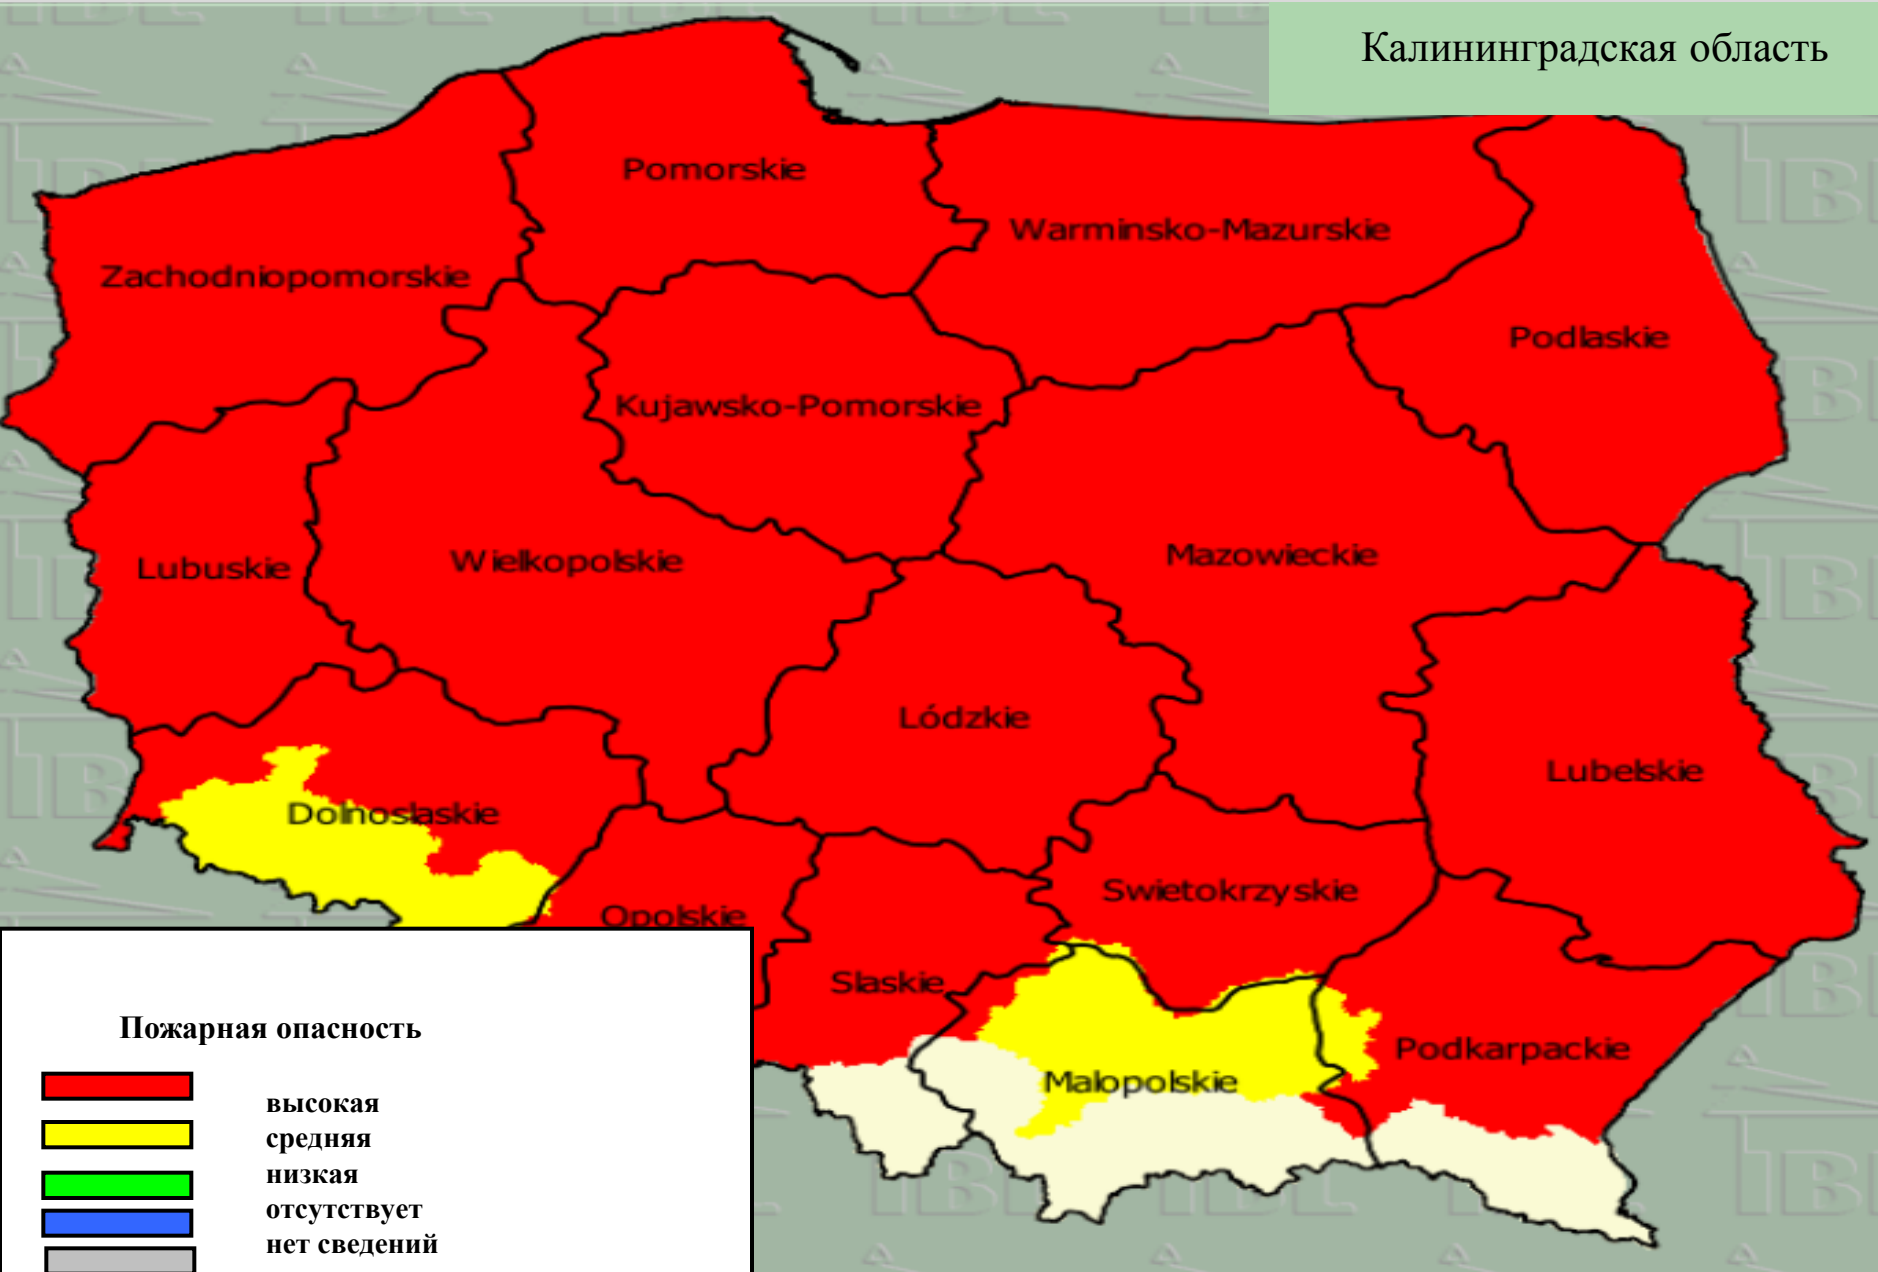 Калининградская область
Pomorskie
Warminsko-Mazurskie
Zachodniopomorskie
Podlaskie
Kujawsko-Pomorskie
Lubuskie
Wielkopolskie
Mazowieckie
Lódzkie
Lubelskie
Dolnoslaskie
Swietokrzyskie
Opolskie
Slaskie
Podkarpackie
Malopolskie
Пожарная опасность
высокая
средняя
низкая
отсутствует
нет сведений
IBL